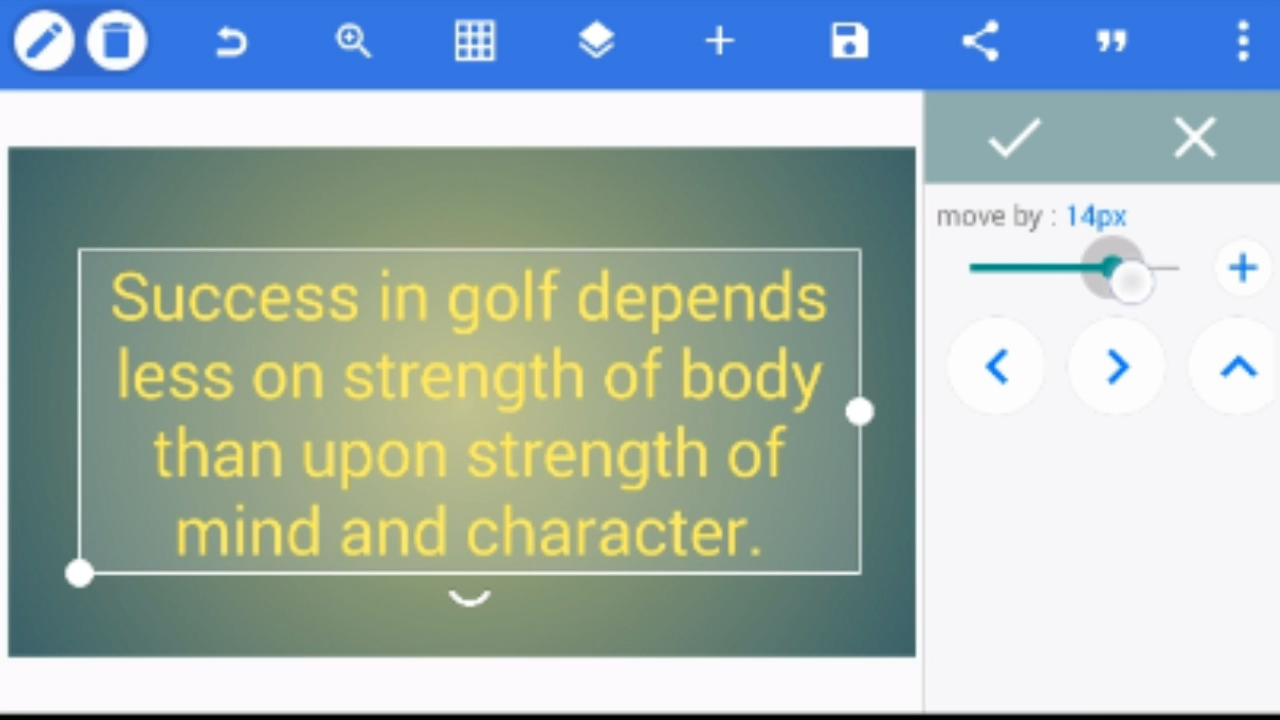 move by : 14px
Success in golf depends
less on strength of body
than upon strength of
mind and character.